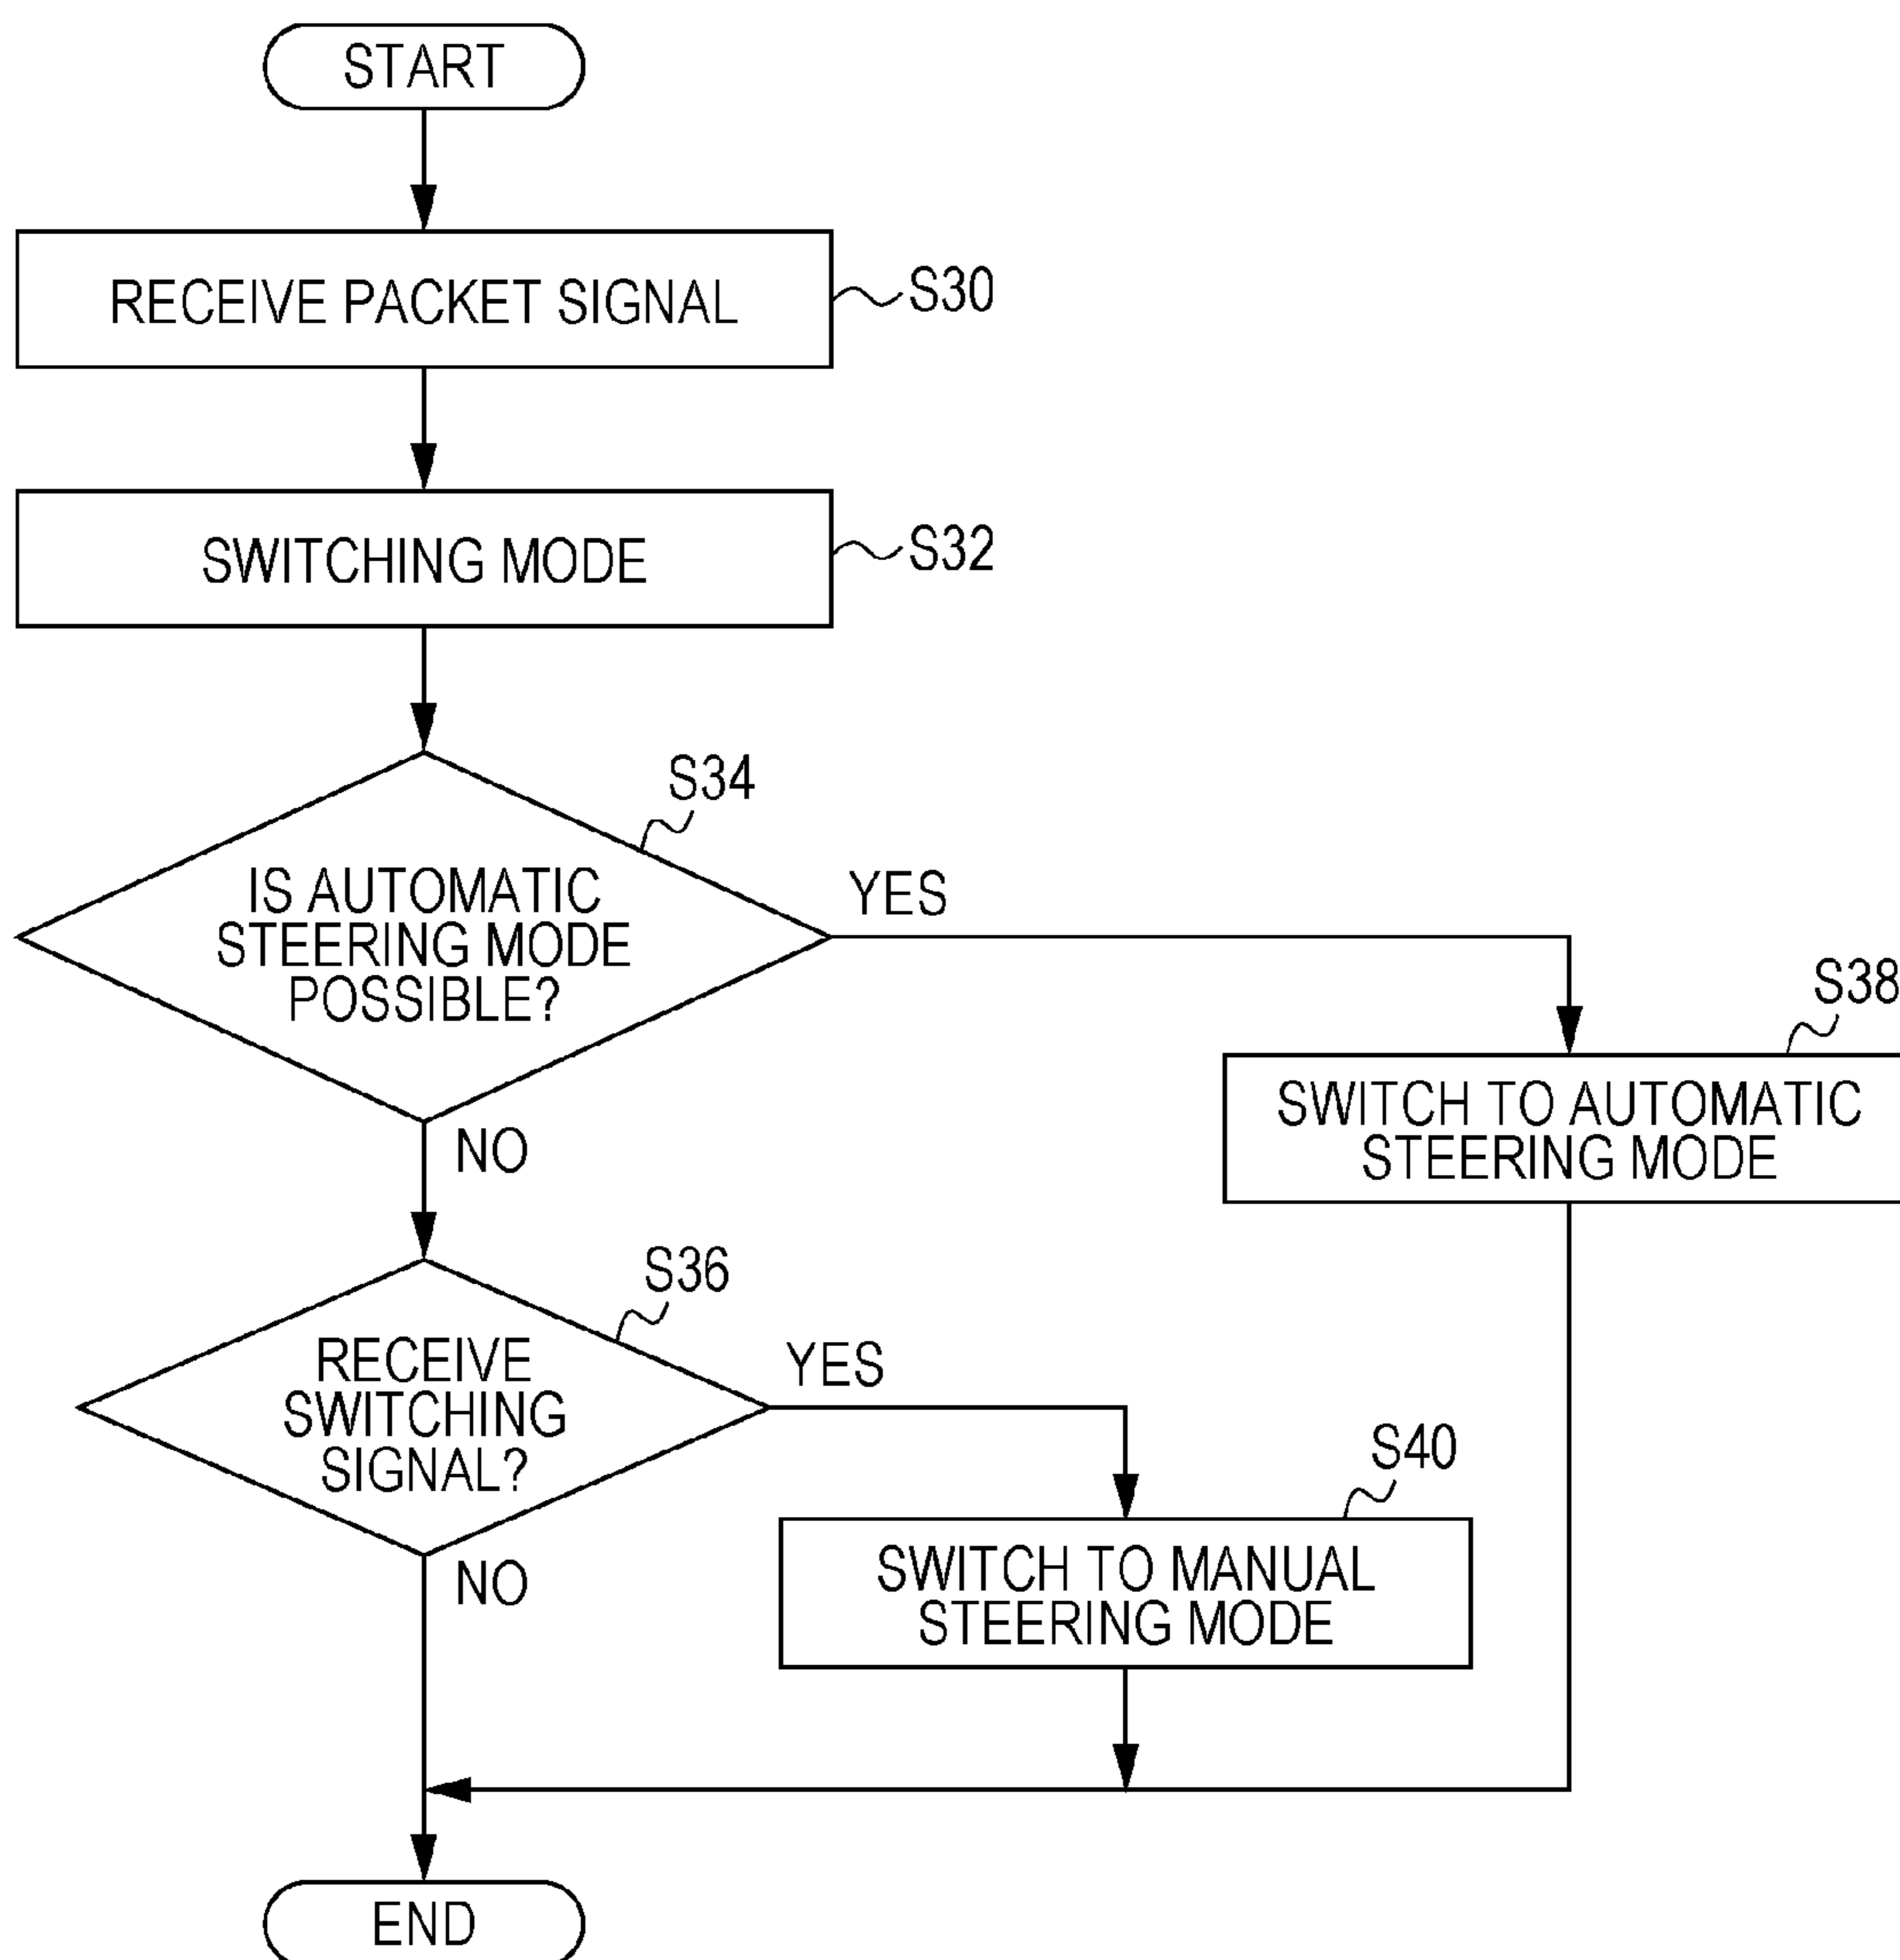 START
RECEIVE PACKET SIGNAL
S30
SWITCHING MODE
S32
S34
IS AUTOMATIC
STEERING MODE
POSSIBLE?
YES
NO
S38
SWITCH TO AUTOMATIC
STEERING MODE
S36
RECEIVE
SWITCHING
SIGNAL?
YES
NO
S40
SWITCH TO MANUAL
STEERING MODE
END